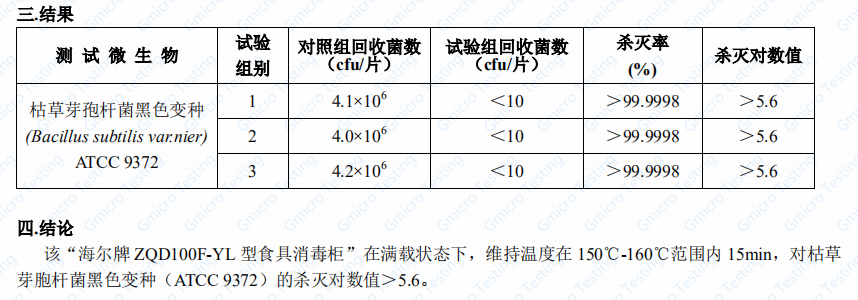 三.结果
测 试 微 生 物 试验组别 对照组回收菌数（cfu/片） 试验组回收菌数（cfu/片） 杀灭率(%) 杀灭对数值
枯草芽孢杆菌黑色变种
(Bacillus subtilis var.nier)
ATCC 9372
1 4.1×10⁶ ＜10 ＞99.9998 ＞5.6
2 4.0×10⁶ ＜10 ＞99.9998 ＞5.6
3 4.2×10⁶ ＜10 ＞99.9998 ＞5.6
四.结论
该“海尔牌 ZQD100F-YL 型食具消毒柜”在满载状态下，维持温度在 150℃-160℃范围内 15min，对枯草
芽胞杆菌黑色变种（ATCC 9372）的杀灭对数值＞5.6。
Gmicro Testing